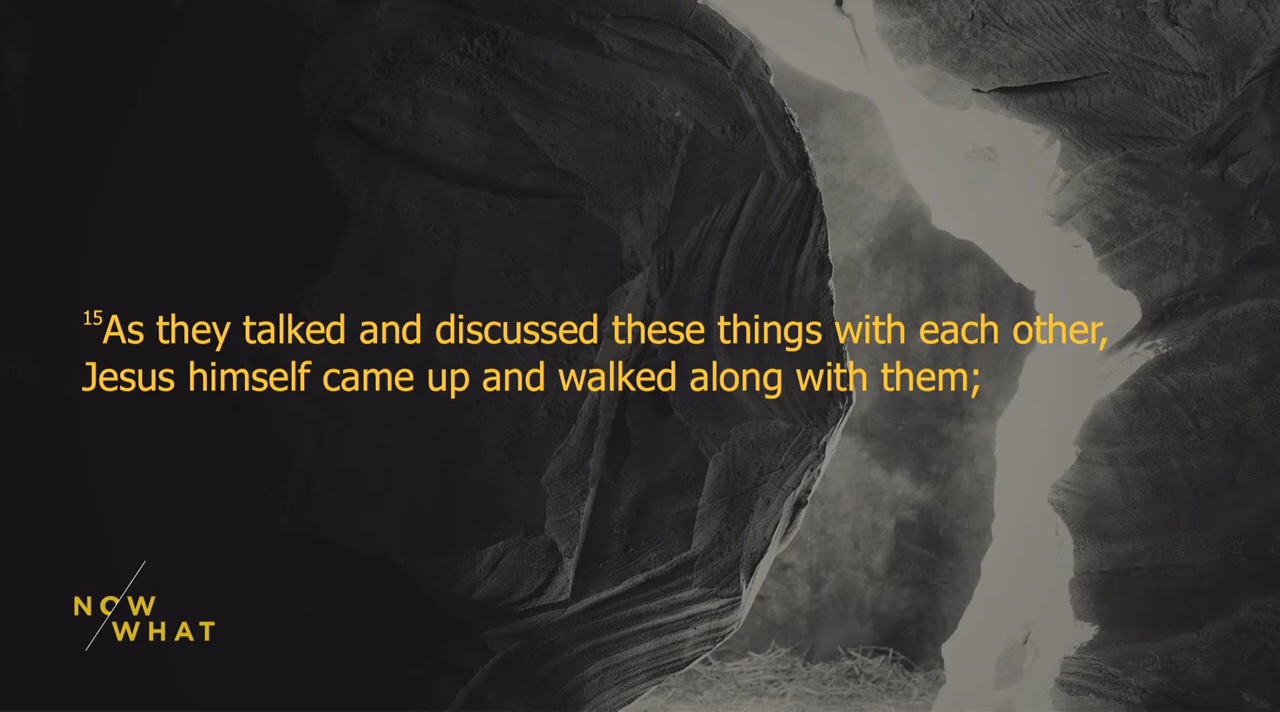 15As they talked and discussed these things with each other,
Jesus himself came up and walked along with them;
NOW
WHAT